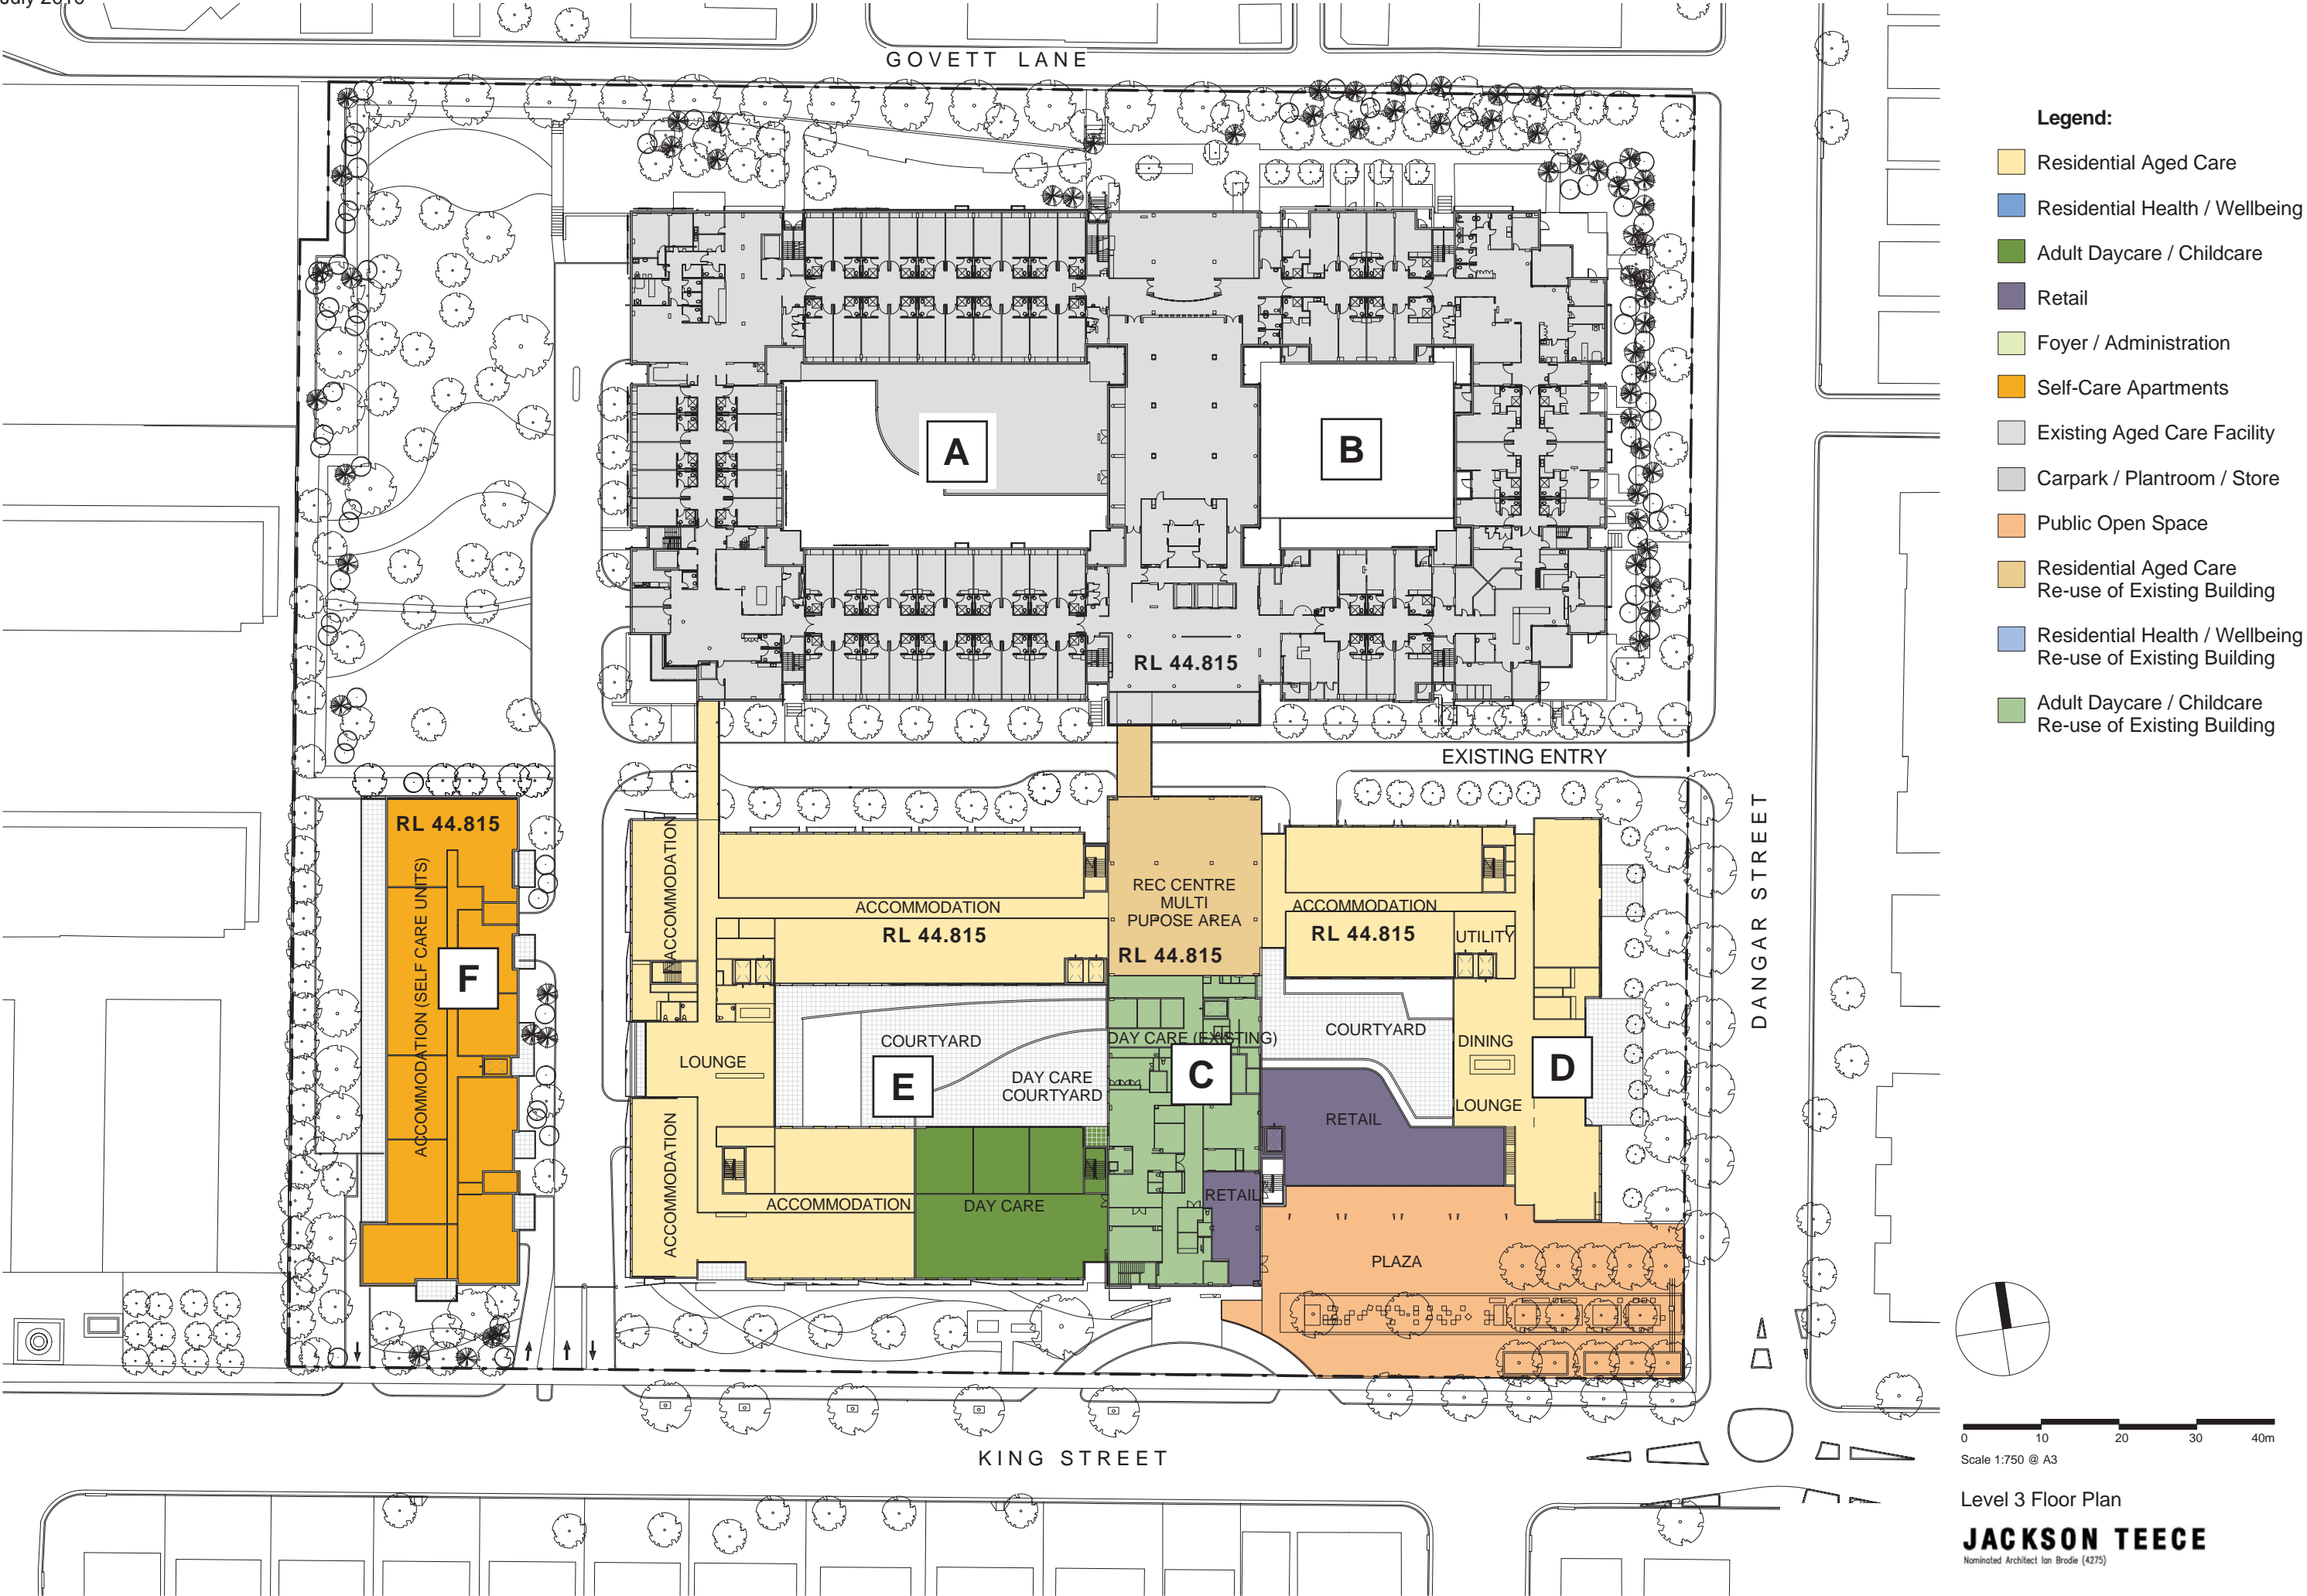 GOVETT LANE
A
B
RL 44.815
EXISTING ENTRY
RL 44.815
ACCOMMODATION (SELF CARE UNITS)
F
ACCOMMODATION
ACCOMMODATION
RL 44.815
REC CENTRE
MULTI
PUPOSE AREA
RL 44.815
ACCOMMODATION
RL 44.815
UTILITY
LOUNGE
COURTYARD
E
DAY CARE
COURTYARD
DAY CARE (EXISTING)
C
COURTYARD
DINING
D
LOUNGE
RETAIL
ACCOMMODATION
ACCOMMODATION
DAY CARE
RETAIL
PLAZA
DANGAR STREET
KING STREET
Legend:
Residential Aged Care
Residential Health / Wellbeing
Adult Daycare / Childcare
Retail
Foyer / Administration
Self-Care Apartments
Existing Aged Care Facility
Carpark / Plantroom / Store
Public Open Space
Residential Aged Care
Re-use of Existing Building
Residential Health / Wellbeing
Re-use of Existing Building
Adult Daycare / Childcare
Re-use of Existing Building
0 10 20 30 40m
Scale 1:750 @ A3
Level 3 Floor Plan
JACKSON TEECE
Nominated Architect Ian Brodie (4275)